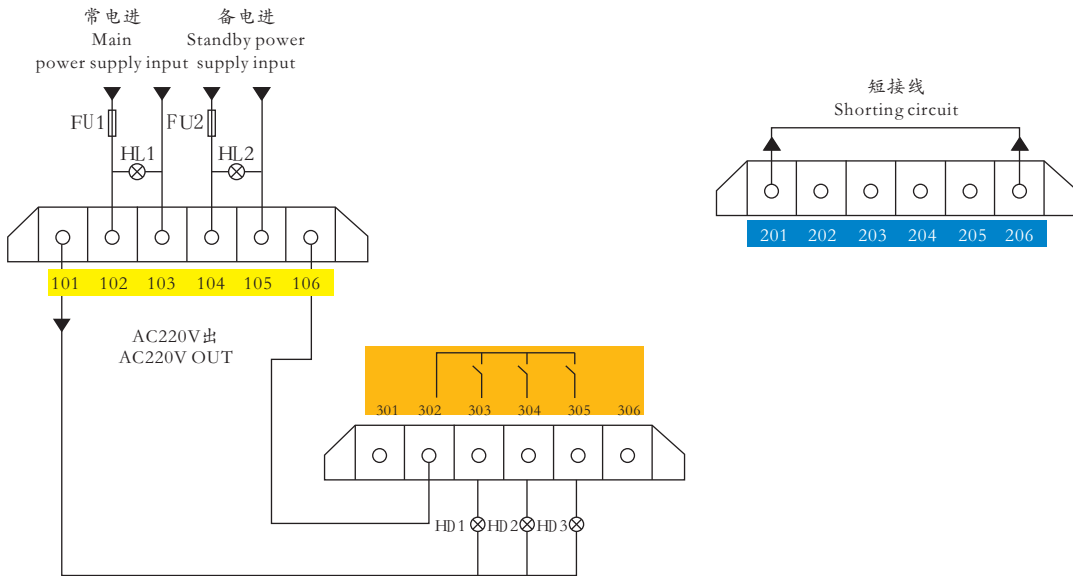 常电进
Main
power supply input
备电进
Standby power
supply input
FU1
FU2
HL1
HL2
101 102 103 104 105 106
AC220V出
AC220V OUT
短接线
Shorting circuit
201 202 203 204 205 206
301 302 303 304 305 306
HD1 HD2 HD3